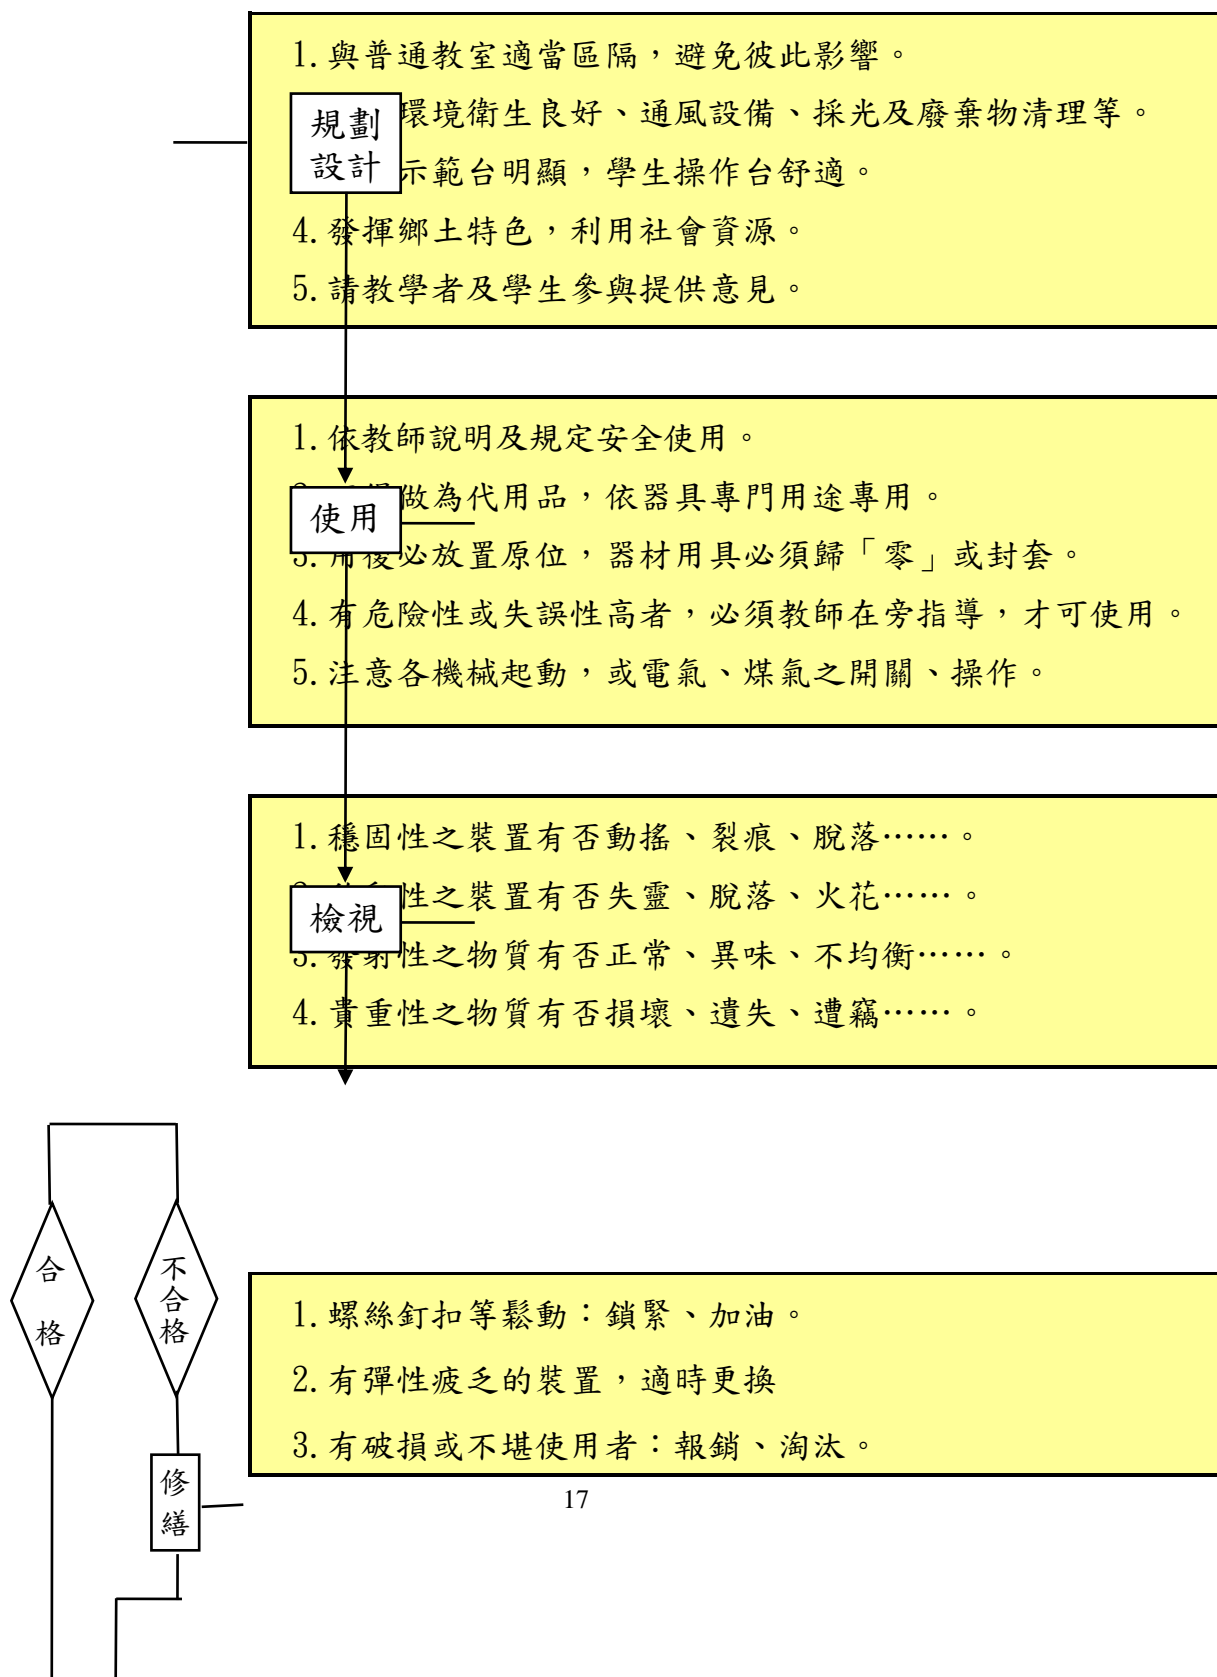 1.與普通教室適當區隔，避免彼此影響。
規劃
設計
環境衛生良好、通風設備、採光及廢棄物清理等。
示範台明顯，學生操作台舒適。
4.發揮鄉土特色，利用社會資源。
5.請教學者及學生參與提供意見。
1.依教師說明及規定安全使用。
做為代用品，依器具專門用途專用。
使用
3.用後必放置原位，器材用具必須歸「零」或封套。
4.有危險性或失誤性高者，必須教師在旁指導，才可使用。
5.注意各機械起動，或電氣、煤氣之開關、操作。
1.穩固性之裝置有否動搖、裂痕、脫落……。
性之裝置有否失靈、脫落、火花……。
檢視
3.發射性之物質有否正常、異味、不均衡……。
4.貴重性之物質有否損壞、遺失、遭竊……。
合格
不合格
1.螺絲釘扣等鬆動：鎖緊、加油。
2.有彈性疲乏的裝置，適時更換
3.有破損或不堪使用者：報銷、淘汰。
修繕
17